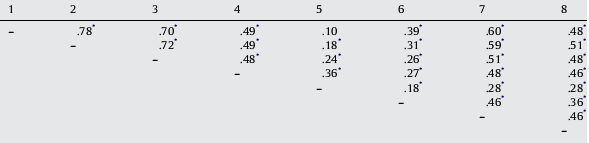 1 2 3 4 5 6 7 8
– .78* .70* .49* .10 .39* .60* .48*
– .72* .49* .18* .31* .59* .51*
– .48* .24* .26* .51* .48*
– .36* .27* .48* .46*
– .18* .28* .28*
– .46* .36*
– .46*
–